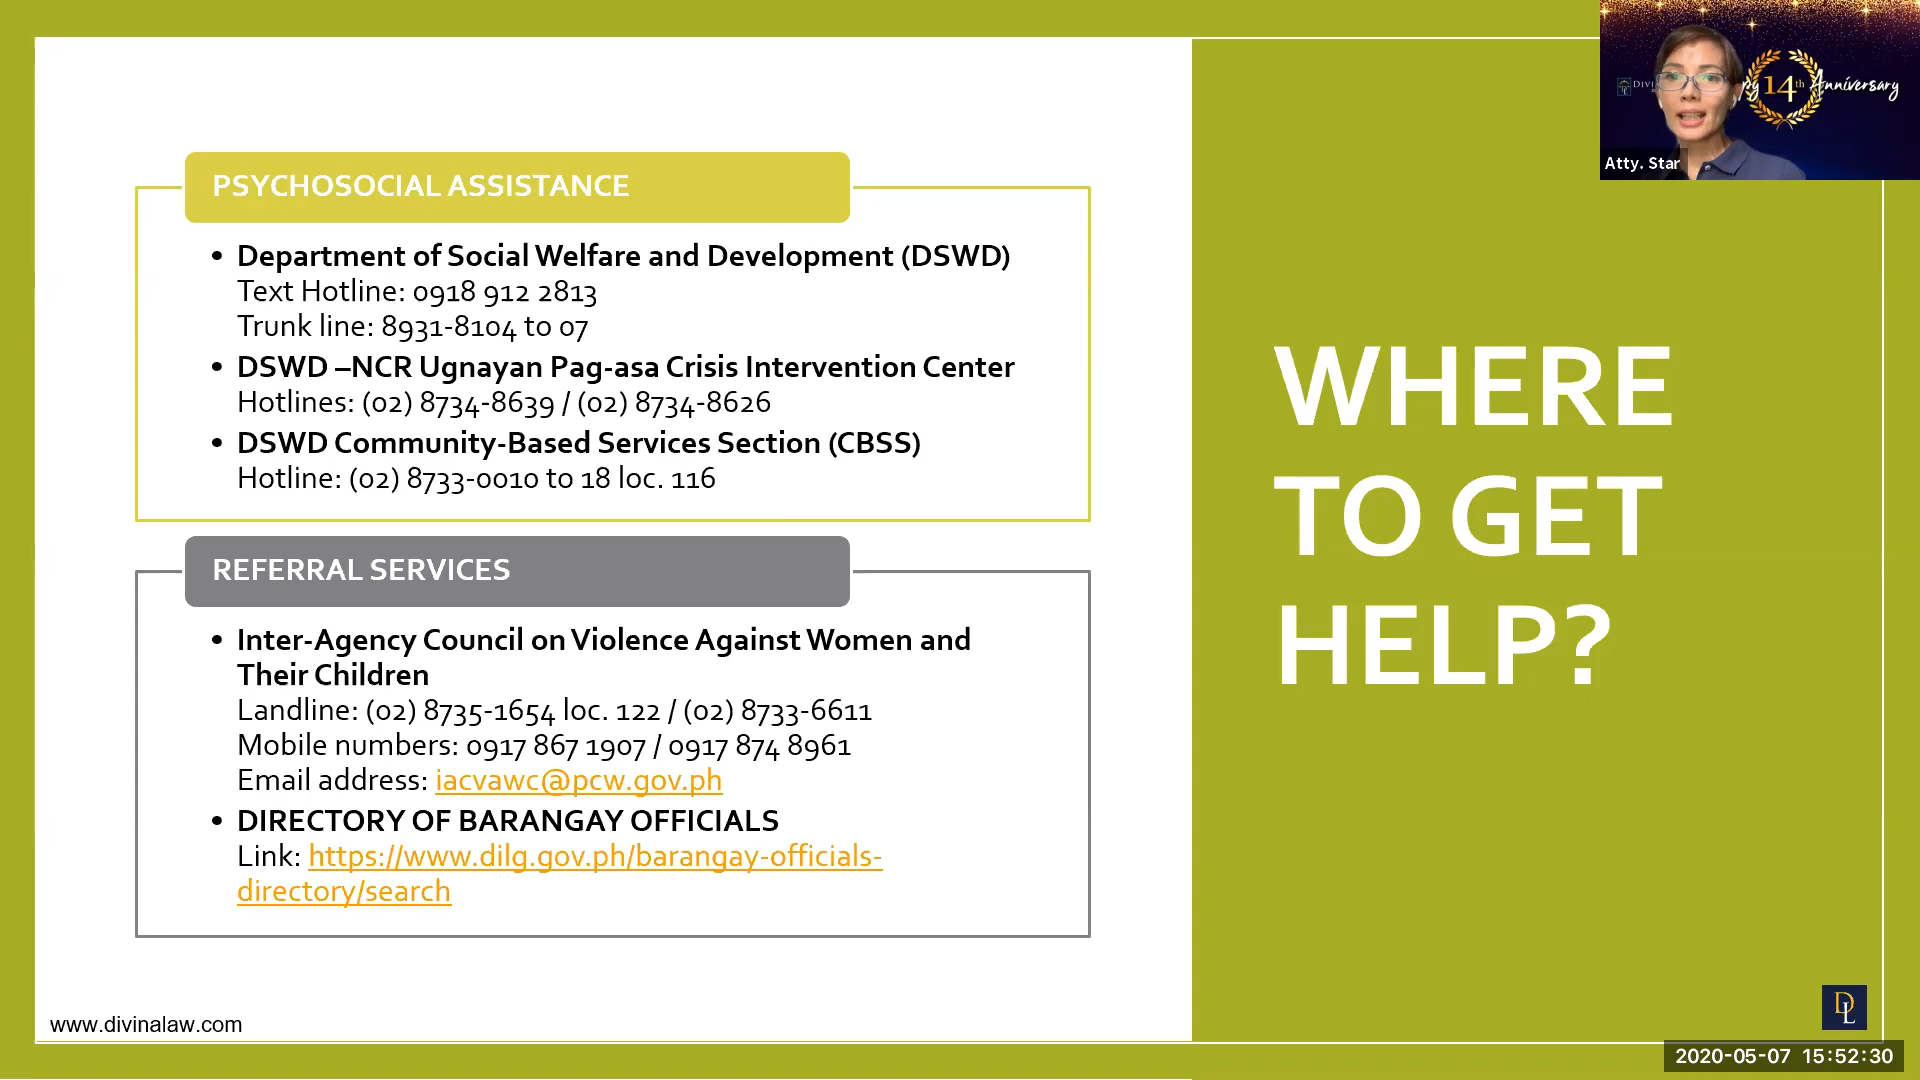 PSYCHOSOCIAL ASSISTANCE
• Department of Social Welfare and Development (DSWD)
Text Hotline: 0918 912 2813
Trunk line: 8931-8104 to 07
• DSWD –NCR Ugnayan Pag-asa Crisis Intervention Center
Hotlines: (02) 8734-8639 / (02) 8734-8626
• DSWD Community-Based Services Section (CBSS)
Hotline: (02) 8733-0010 to 18 loc. 116
REFERRAL SERVICES
• Inter-Agency Council on Violence Against Women and
Their Children
Landline: (02) 8735-1654 loc. 122 / (02) 8733-6611
Mobile numbers: 0917 867 1907 / 0917 874 8961
Email address: iacvawc@pcw.gov.ph
• DIRECTORY OF BARANGAY OFFICIALS
Link: https://www.dilg.gov.ph/barangay-officials-
directory/search
www.divinalaw.com
WHERE
TO GET
HELP?
14th Anniversary
Atty. Star
DL
2020-05-07 15:52:30